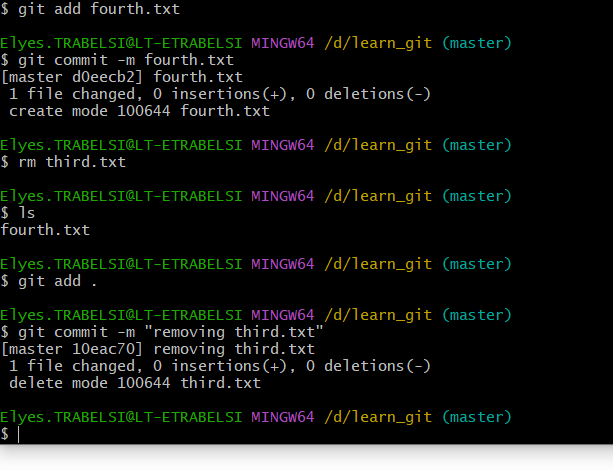 $ git add fourth.txt
Elyes.TRABELSI@LT-ETRABELSI MINGW64 /d/learn_git (master)
$ git commit -m fourth.txt
[master d0eecb2] fourth.txt
 1 file changed, 0 insertions(+), 0 deletions(-)
 create mode 100644 fourth.txt
Elyes.TRABELSI@LT-ETRABELSI MINGW64 /d/learn_git (master)
$ rm third.txt
Elyes.TRABELSI@LT-ETRABELSI MINGW64 /d/learn_git (master)
$ ls
fourth.txt
Elyes.TRABELSI@LT-ETRABELSI MINGW64 /d/learn_git (master)
$ git add .
Elyes.TRABELSI@LT-ETRABELSI MINGW64 /d/learn_git (master)
$ git commit -m "removing third.txt"
[master 10eac70] removing third.txt
 1 file changed, 0 insertions(+), 0 deletions(-)
 delete mode 100644 third.txt
Elyes.TRABELSI@LT-ETRABELSI MINGW64 /d/learn_git (master)
$